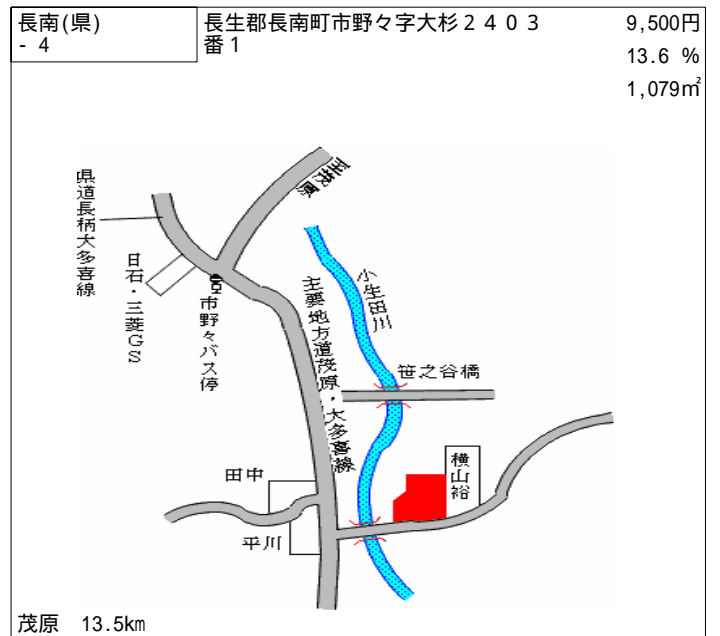 長南(県)
- 4
長生郡長南町市野々字大杉２４０３
番１
9,500円
13.6 %
1,079㎡
至茂原
県道長柄大多喜線
日石・三菱GS
市野々バス停
主要地方道茂原・大多喜線
小生田川
笹之谷橋
横山裕
田中
平川
茂原 13.5km